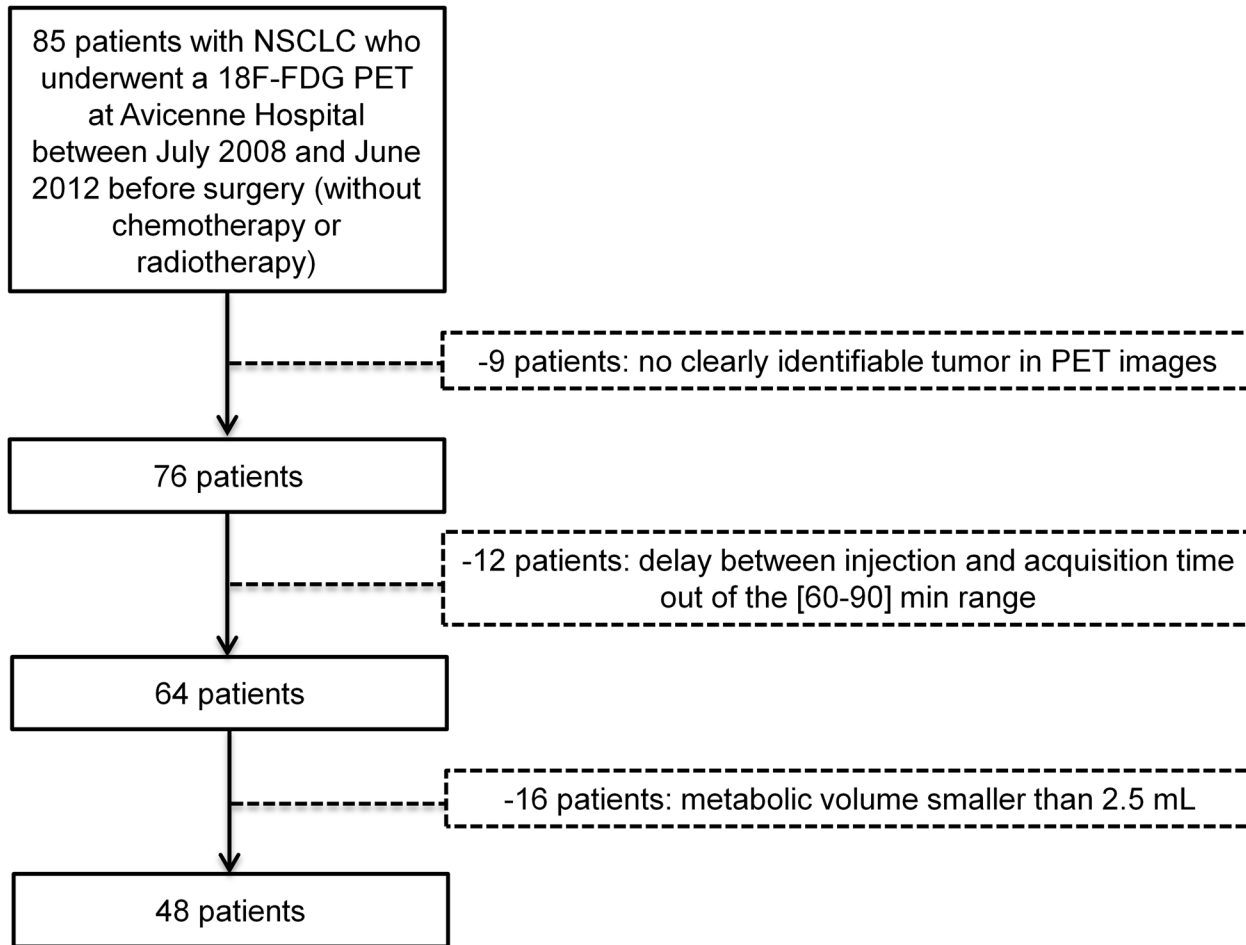 85 patients with NSCLC who
underwent a 18F-FDG PET
at Avicenne Hospital
between July 2008 and June
2012 before surgery (without
chemotherapy or
radiotherapy)
-9 patients: no clearly identifiable tumor in PET images
76 patients
-12 patients: delay between injection and acquisition time
out of the [60-90] min range
64 patients
-16 patients: metabolic volume smaller than 2.5 mL
48 patients